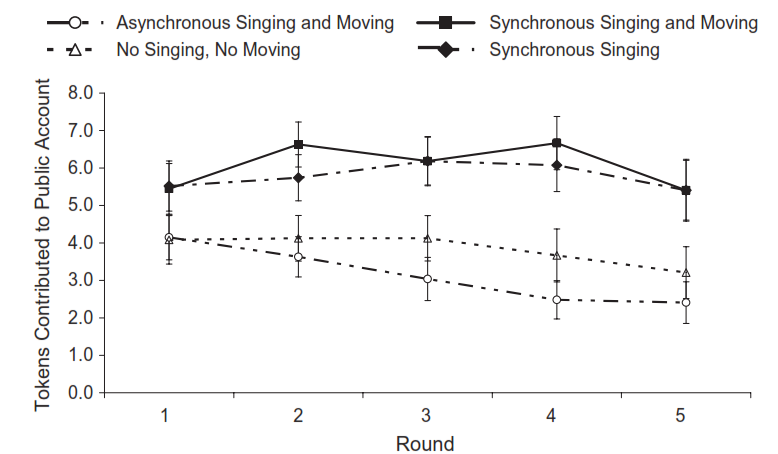 Asynchronous Singing and Moving
Synchronous Singing and Moving
No Singing, No Moving
Synchronous Singing
Tokens Contributed to Public Account
8.0
7.0
6.0
5.0
4.0
3.0
2.0
1.0
0.0
1 2 3 4 5
Round